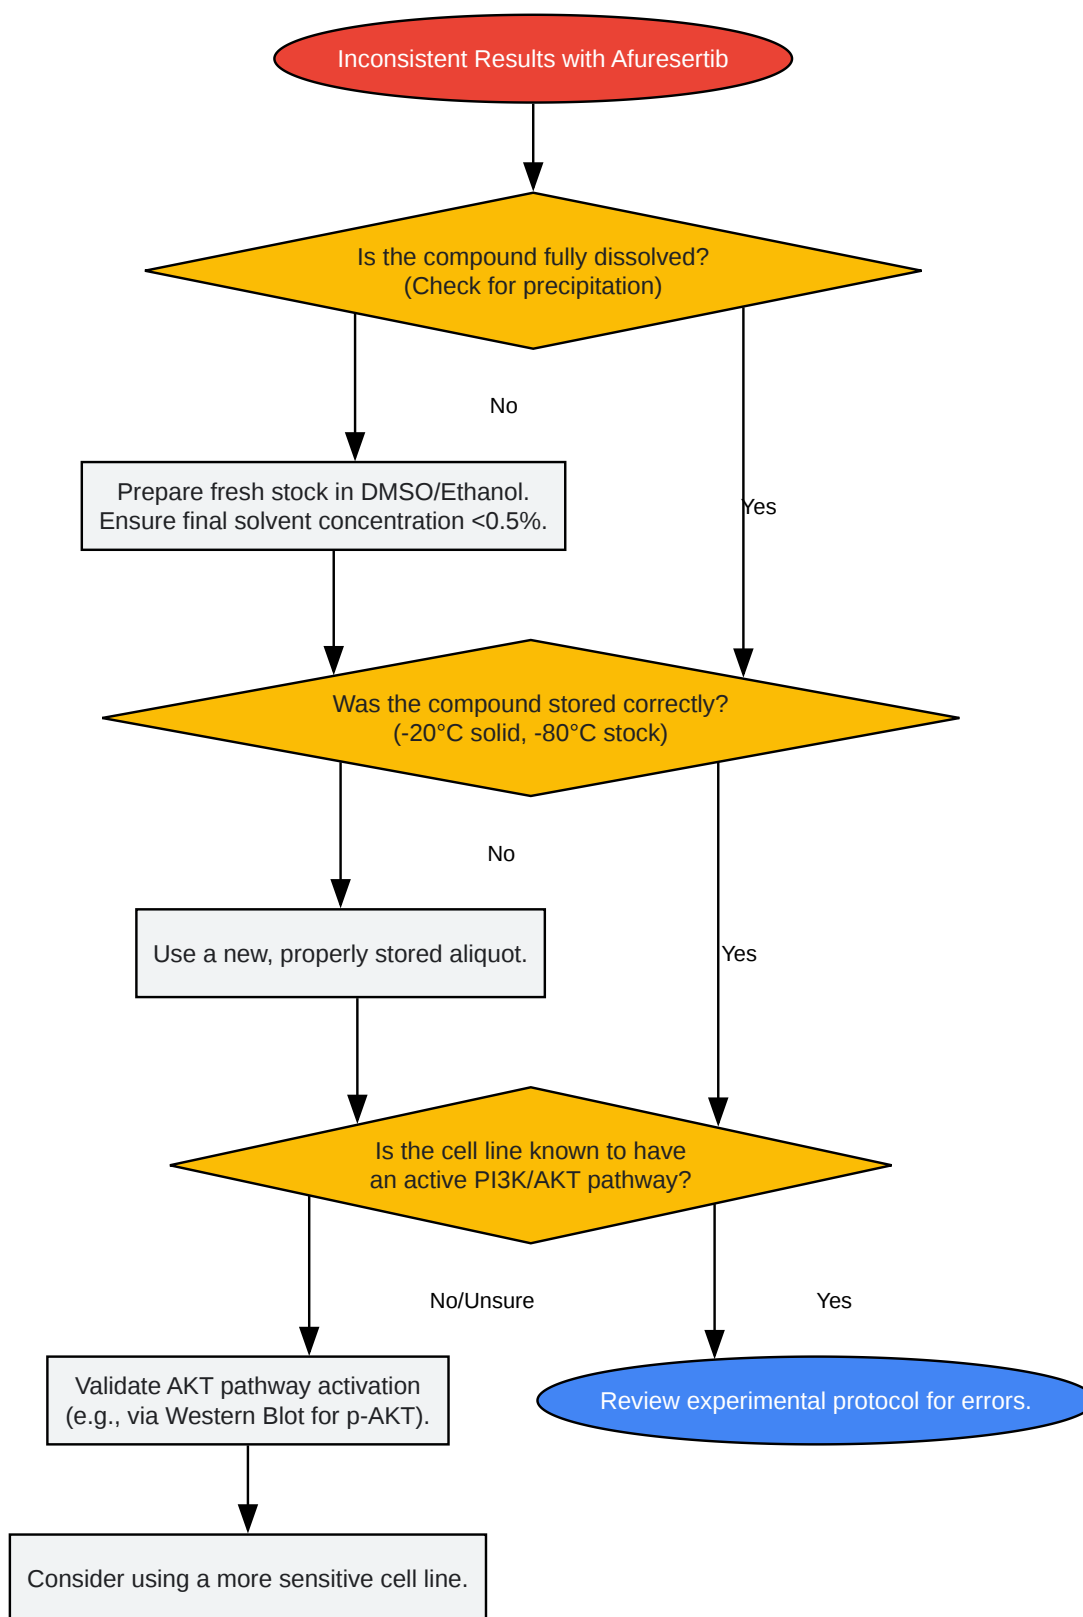 Inconsistent Results with Afuresertib
Is the compound fully dissolved?
(Check for precipitation)
No
Prepare fresh stock in DMSO/Ethanol.
Ensure final solvent concentration <0.5%.
Yes
Was the compound stored correctly?
(-20°C solid, -80°C stock)
No
Use a new, properly stored aliquot.
Yes
Is the cell line known to have
an active PI3K/AKT pathway?
No/Unsure
Yes
Validate AKT pathway activation
(e.g., via Western Blot for p-AKT).
Review experimental protocol for errors.
Consider using a more sensitive cell line.